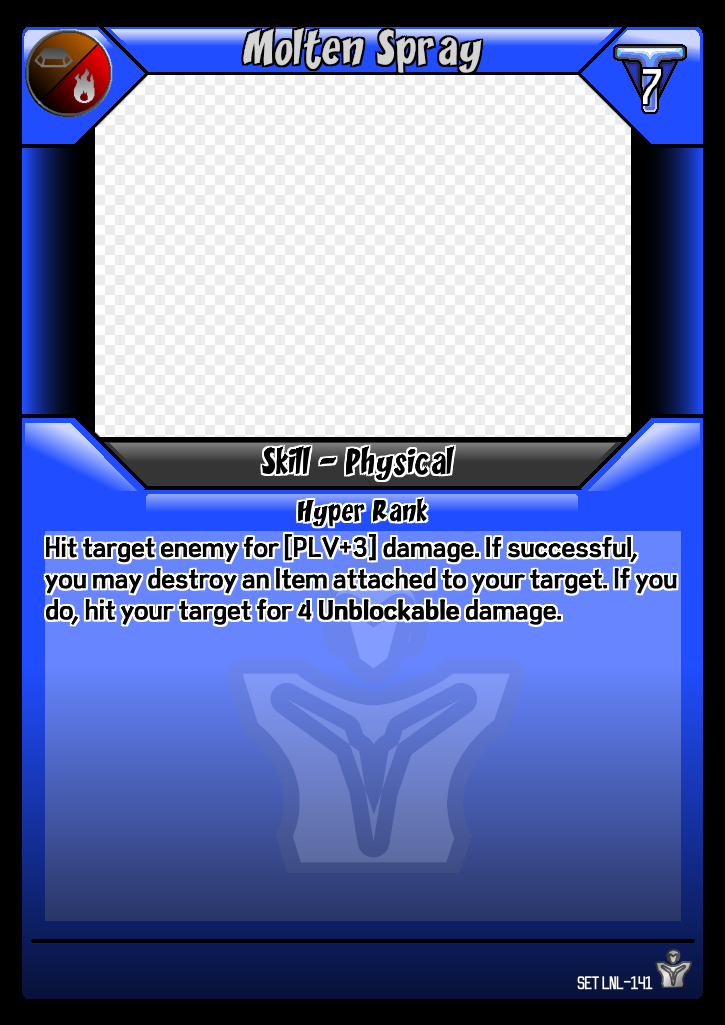 Molten Spray
7
Skill - Physical
Hyper Rank
Hit target enemy for [PLV+3] damage. If successful,
you may destroy an Item attached to your target. If you
do, hit your target for 4 Unblockable damage.
SET LNL-141